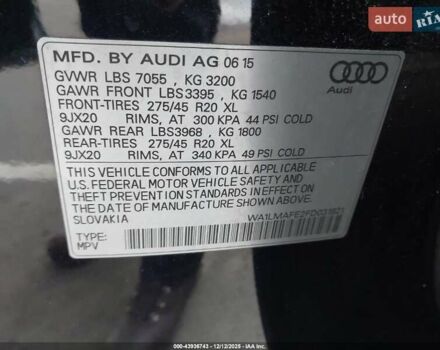 AUTO
RIA
MFD. BY AUDI AG 06 15
GVWR LBS 7055 , KG 3200
GAWR FRONT LBS3395 , KG 1540
FRONT-TIRES 275/45 R20 XL
9JX20 RIMS, AT 300 KPA 44 PSI COLD
GAWR REAR LBS3968 , KG 1800
REAR-TIRES 275/45 R20 XL
9JX20 RIMS, AT 340 KPA 49 PSI COLD
Audi
THIS VEHICLE CONFORMS TO ALL APPLICABLE
U.S. FEDERAL MOTOR VEHICLE SAFETY AND
THEFT PREVENTION STANDARDS IN EFFECT
ON THE DATE OF MANUFACTURE SHOWN ABOVE.
SLOVAKIA
TYPE:
MPV
000-43936743 - 12/12/2025 - IAA Inc.